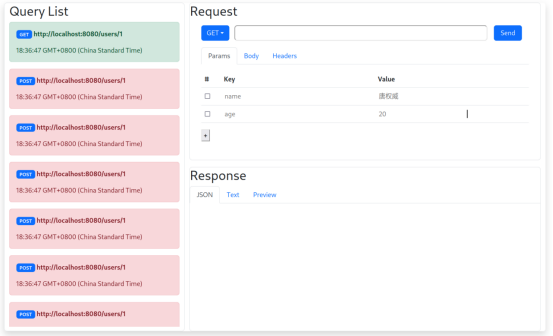 Query List
GET http://localhost:8080/users/1
18:36:47 GMT+0800 (China Standard Time)
POST http://localhost:8080/users/1
18:36:47 GMT+0800 (China Standard Time)
POST http://localhost:8080/users/1
18:36:47 GMT+0800 (China Standard Time)
POST http://localhost:8080/users/1
18:36:47 GMT+0800 (China Standard Time)
POST http://localhost:8080/users/1
18:36:47 GMT+0800 (China Standard Time)
POST http://localhost:8080/users/1
18:36:47 GMT+0800 (China Standard Time)
POST http://localhost:8080/users/1
Request
GET Send
Params Body Headers
# Key Value
name 唐权威
age 20
+
Response
JSON Text Preview